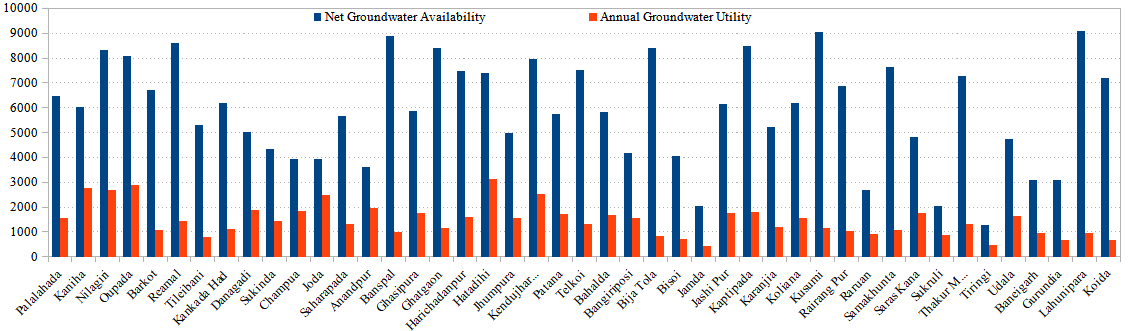 10000
Net Groundwater Availability
Annual Groundwater Utility
9000
8000
7000
6000
5000
4000
3000
2000
1000
0
Palalahada
Kaniha
Nilagiri
Oupada
Barkot
Reamal
Tileibani
Kankada Had
Danagadi
Sukinda
Champua
Joda
Saharapada
Anandpur
Banspal
Ghasipura
Ghatgaon
Harichadanpur
Hatadihi
Jhumpura
Kendujhar...
Patana
Telkoi
Bahalda
Bangiriposi
Bija Tola
Bisoi
Jamda
Jashi Pur
Kaptipada
Karanjia
Koliana
Kusumi
Rairang Pur
Raruan
Samakhunta
Saras Kana
Sukruli
Thakur M...
Tiringi
Udala
Baneigarh
Gurundia
Lahunipara
Koida